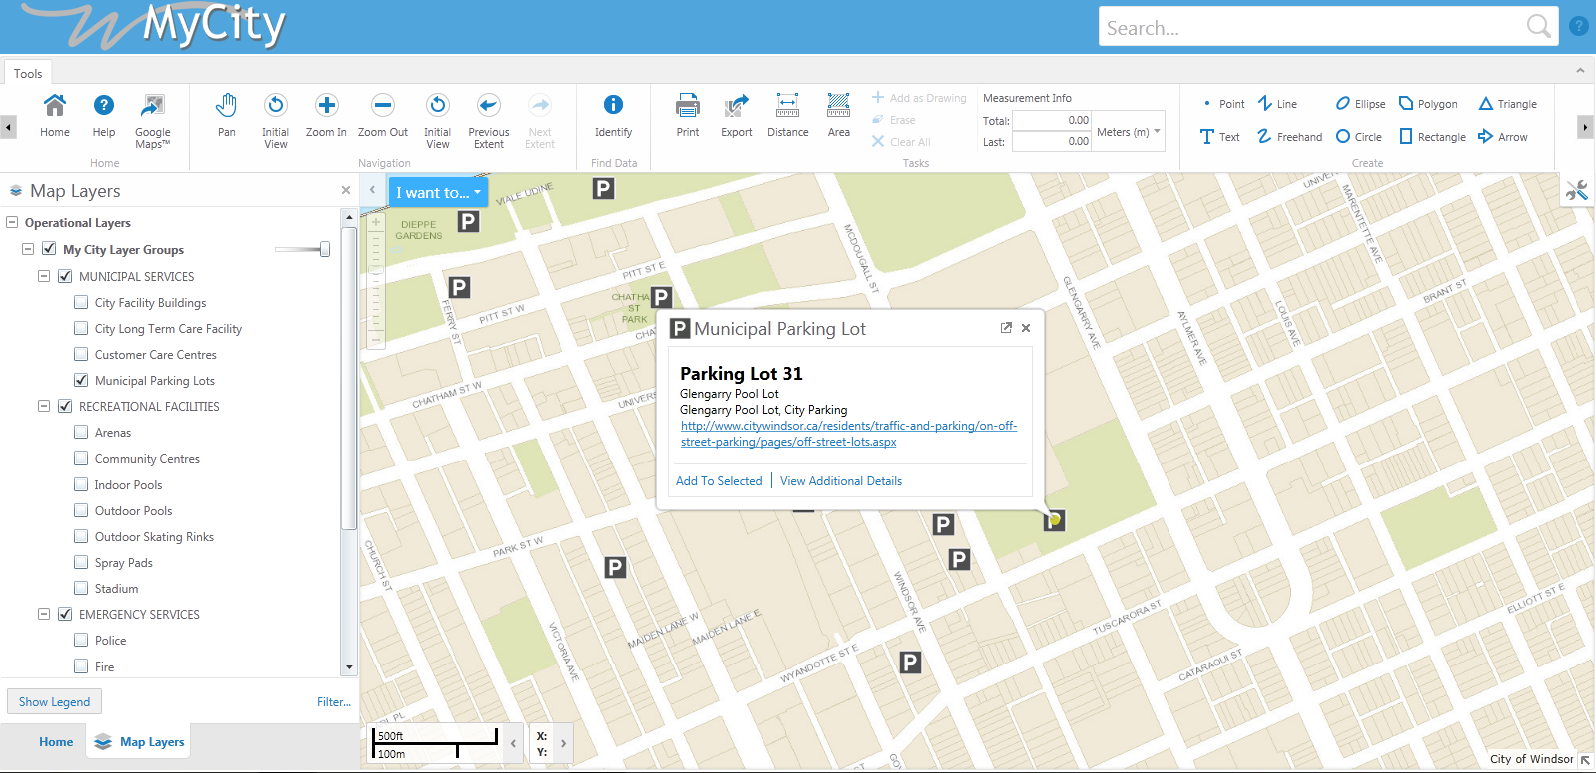 MyCity
Search...
?
Tools
Home
Help
Google Maps™
Home
Pan
Initial View
Zoom In
Zoom Out
Initial View
Previous Extent
Next Extent
Navigation
Identify
Find Data
Print
Export
Distance
Area
Add as Drawing
Erase
Clear All
Measurement Info
Total: 0.00
Last: 0.00
Meters (m)
Tasks
Point
Line
Ellipse
Polygon
Triangle
Text
Freehand
Circle
Rectangle
Arrow
Create
Map Layers
Operational Layers
My City Layer Groups
MUNICIPAL SERVICES
City Facility Buildings
City Long Term Care Facility
Customer Care Centres
Municipal Parking Lots
RECREATIONAL FACILITIES
Arenas
Community Centres
Indoor Pools
Outdoor Pools
Outdoor Skating Rinks
Spray Pads
Stadium
EMERGENCY SERVICES
Police
Fire
Show Legend
Filter...
Home
Map Layers
I want to...
VIALE UDINE
P
P
DIEPPE
GARDENS
P
PITT ST E
FERRY ST
PITT ST W
CHATHA
ST
PARK
P
MCDOUGALL ST
GLENGARRY AVE
MARENTETTE AVE
BRANT ST
LOUIS AVE
AYLMER AVE
CHATHAM ST W
P Municipal Parking Lot
Parking Lot 31
Glengarry Pool Lot
Glengarry Pool Lot, City Parking
http://www.citywindsor.ca/residents/traffic-and-parking/on-off-
street-parking/pages/off-street-lots.aspx
Add To Selected
View Additional Details
P
P
P
P
P
CHURCH ST
PARK ST W
VICTORIA AVE
MAIDEN LANE W
MAIDEN LANE E
WINDSOR AVE
WYANDOTTE ST E
TUSCARORA ST
CATARAQUI ST
ELLIOTT ST E
500ft
100m
X:
Y:
City of Windsor